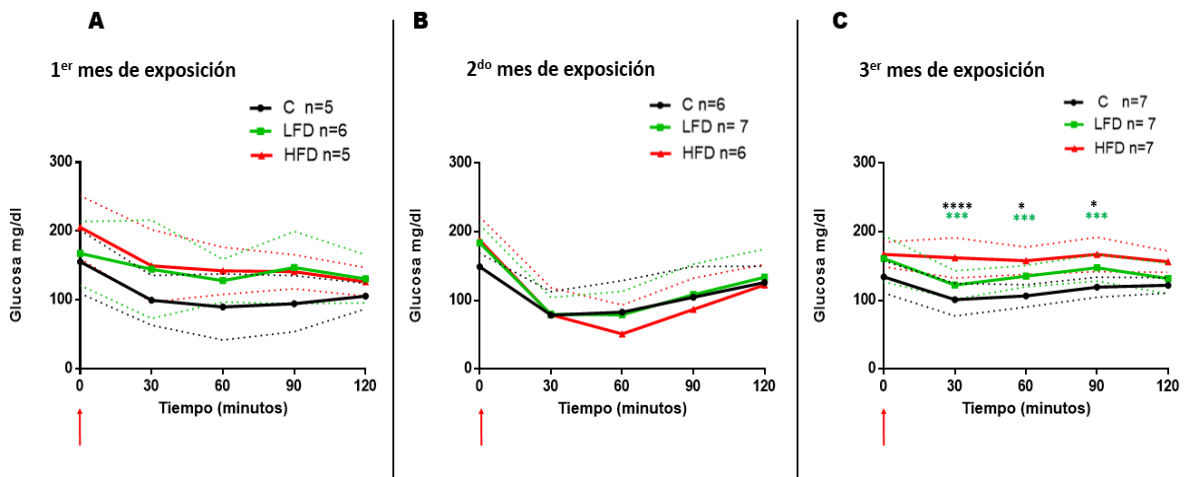 A
1er mes de exposición
C n=5
LFD n=6
HFD n=5
Glucosa mg/dl
300
200
100
0
0 30 60 90 120
Tiempo (minutos)
B
2do mes de exposición
C n=6
LFD n= 7
HFD n=6
Glucosa mg/dl
300
200
100
0
0 30 60 90 120
Tiempo (minutos)
C
3er mes de exposición
C n=7
LFD n= 7
HFD n=7
Glucosa mg/dl
300
200
100
0
**** * *
*** *** ***
0 30 60 90 120
Tiempo (minutos)